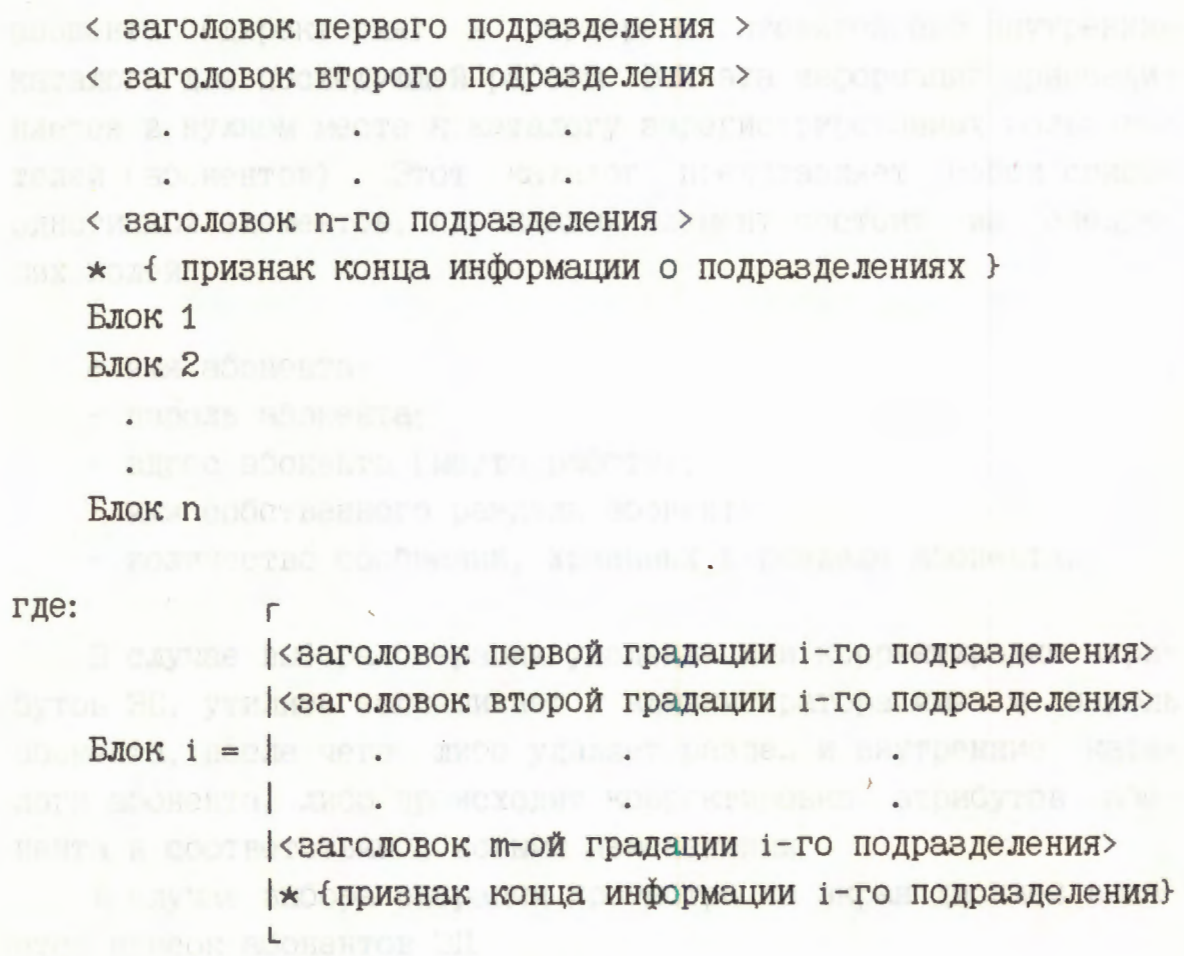 < заголовок первого подразделения >
< заголовок второго подразделения >
. . .
. . .
< заголовок n-го подразделения >
* { признак конца информации о подразделениях }
Блок 1
Блок 2
.
.
Блок n
где:
<заголовок первой градации i-го подразделения>
<заголовок второй градации i-го подразделения>
Блок i = | . . .
| . . .
|<заголовок m-ой градации i-го подразделения>
|* {признак конца информации i-го подразделения}